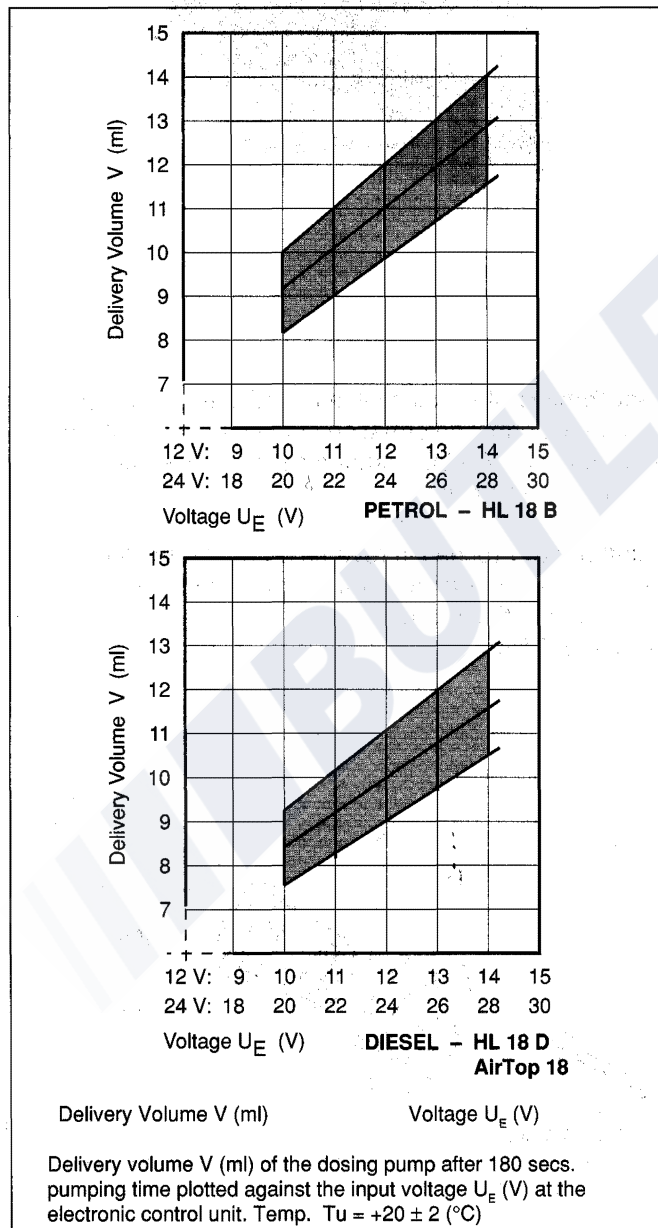 15
14
13
12
11
10
9
8
7
Delivery Volume V (ml)
12 V: 9 10 11 12 13 14 15
24 V: 18 20 22 24 26 28 30
Voltage UE (V) PETROL – HL 18 B
15
14
13
12
11
10
9
8
7
Delivery Volume V (ml)
12 V: 9 10 11 12 13 14 15
24 V: 18 20 22 24 26 28 30
Voltage UE (V) DIESEL – HL 18 D
AirTop 18
Delivery Volume V (ml) Voltage UE (V)
Delivery volume V (ml) of the dosing pump after 180 secs.
pumping time plotted against the input voltage UE (V) at the
electronic control unit. Temp. Tu = +20 ± 2 (°C)
BUTLE